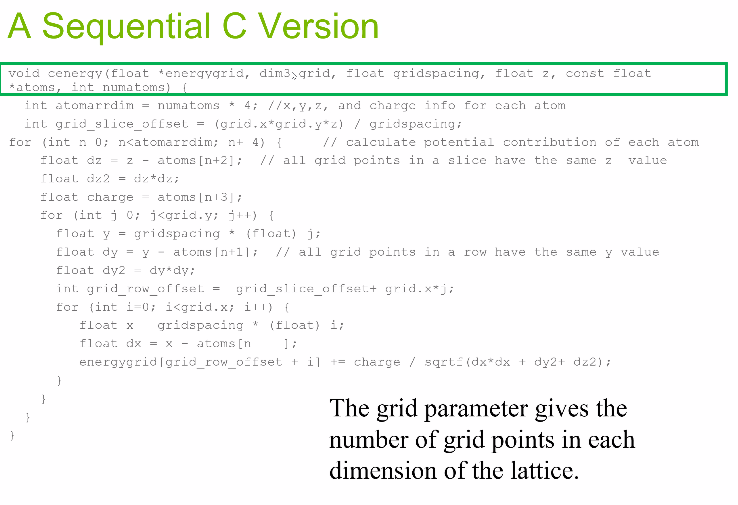 A Sequential C Version
void cenergy(float *energygrid, dim3 grid, float gridspacing, float z, const float
*atoms, int numatoms) {
int atomarrdim = numatoms * 4; //x,y,z, and charge info for each atom
int grid_slice_offset = (grid.x*grid.y*z) / gridspacing;
for (int n 0; n<atomarrdim; n+ 4) { // calculate potential contribution of each atom
float dz = z - atoms[n+2]; // all grid points in a slice have the same z value
float dz2 = dz*dz;
float charge = atoms[n+3];
for (int j 0; j<grid.y; j++) {
float y = gridspacing * (float) j;
float dy = y - atoms[n+1]; // all grid points in a row have the same y value
float dy2 = dy*dy;
int grid_row_offset = grid_slice_offset+ grid.x*j;
for (int i=0; i<grid.x; i++) {
float x gridspacing * (float) i;
float dx = x - atoms[n ];
energygrid[grid_row_offset + i] += charge / sqrtf(dx*dx + dy2+ dz2);
}
}
}
}
The grid parameter gives the
number of grid points in each
dimension of the lattice.